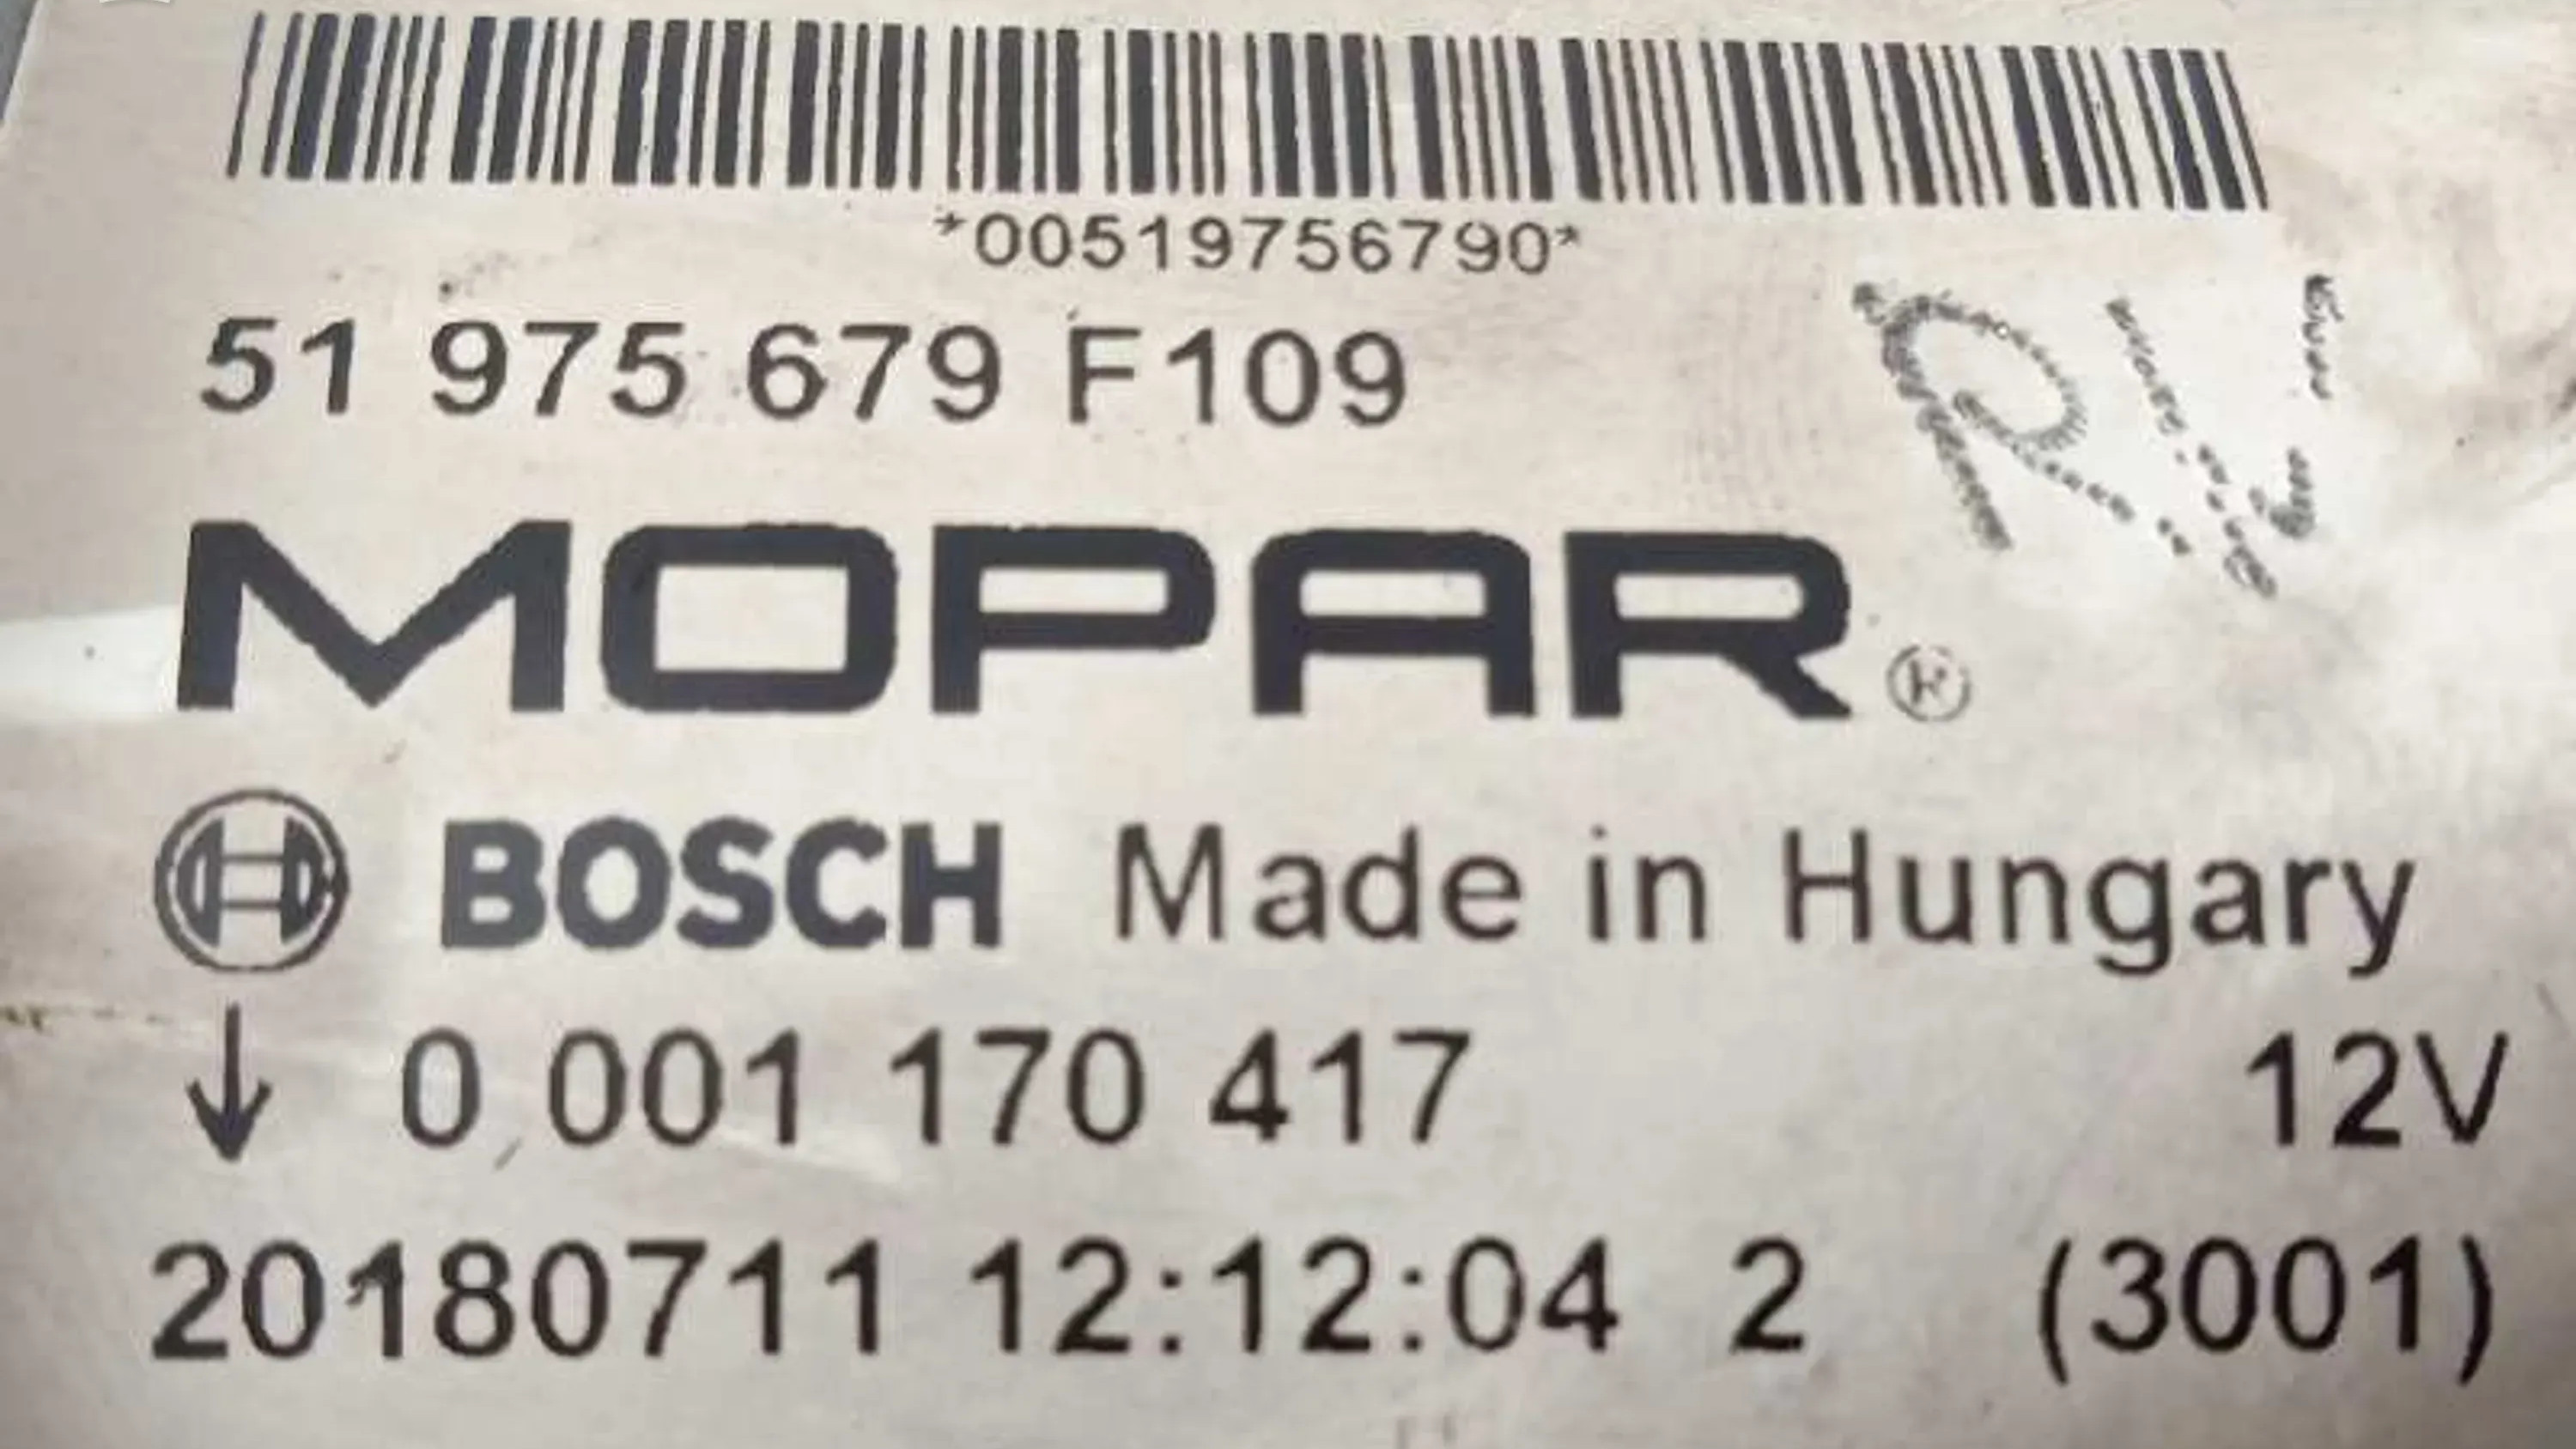 *00519756790*
51 975 679 F109
MOPAR®
BOSCH Made in Hungary
↓ 0 001 170 417 12V
20180711 12:12:04 2 (3001)